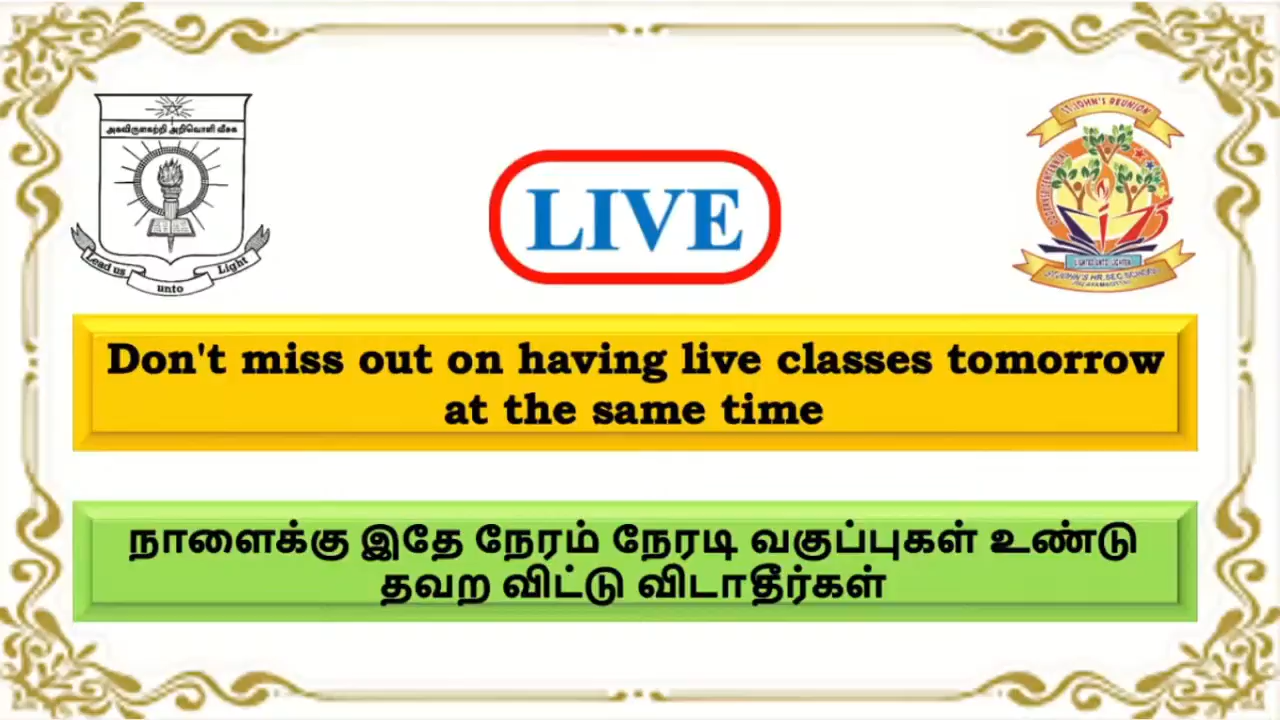 அகவிருளகற்றி அறிவொளி வீசுக
Lead us
unto
Light
LIVE
ST JOHN'S REUNION
Don't miss out on having live classes tomorrow
at the same time
நாளைக்கு இதே நேரம் நேரடி வகுப்புகள் உண்டு
தவற விட்டு விடாதீர்கள்